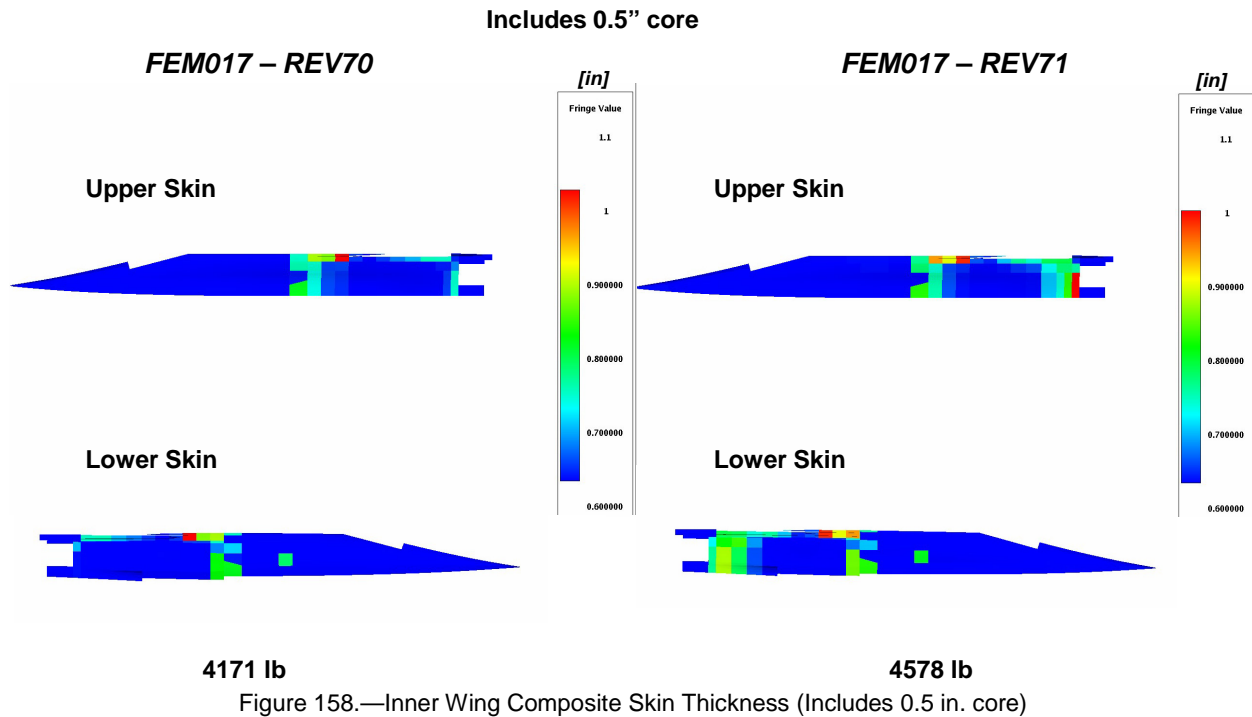 Includes 0.5” core
FEM017 – REV70
FEM017 – REV71
[in]
[in]
Fringe Value
1.1
1
0.900000
0.800000
0.700000
0.600000
Fringe Value
1.1
1
0.900000
0.800000
0.700000
0.600000
Upper Skin
Upper Skin
Lower Skin
Lower Skin
4171 lb
4578 lb
Figure 158.—Inner Wing Composite Skin Thickness (Includes 0.5 in. core)